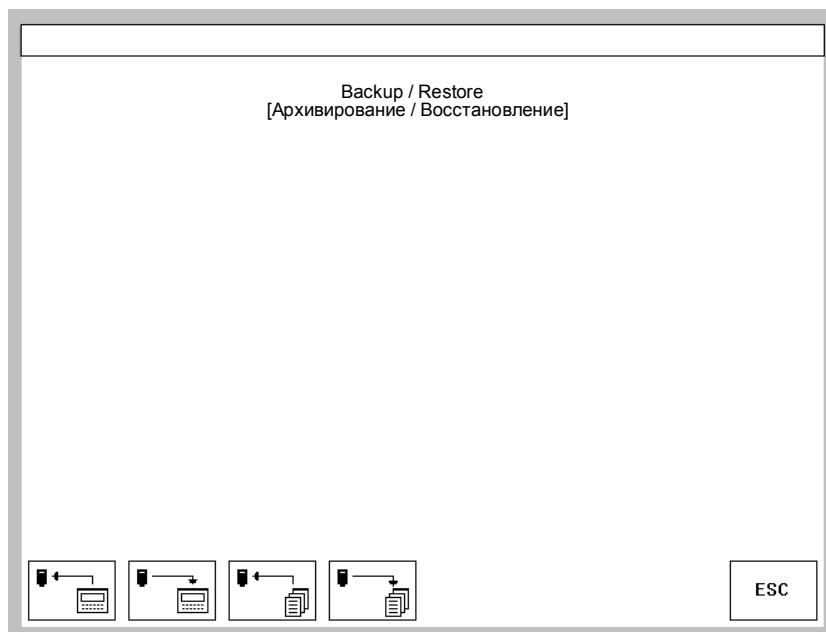 Backup / Restore
[Архивирование / Восстановление]
ESC